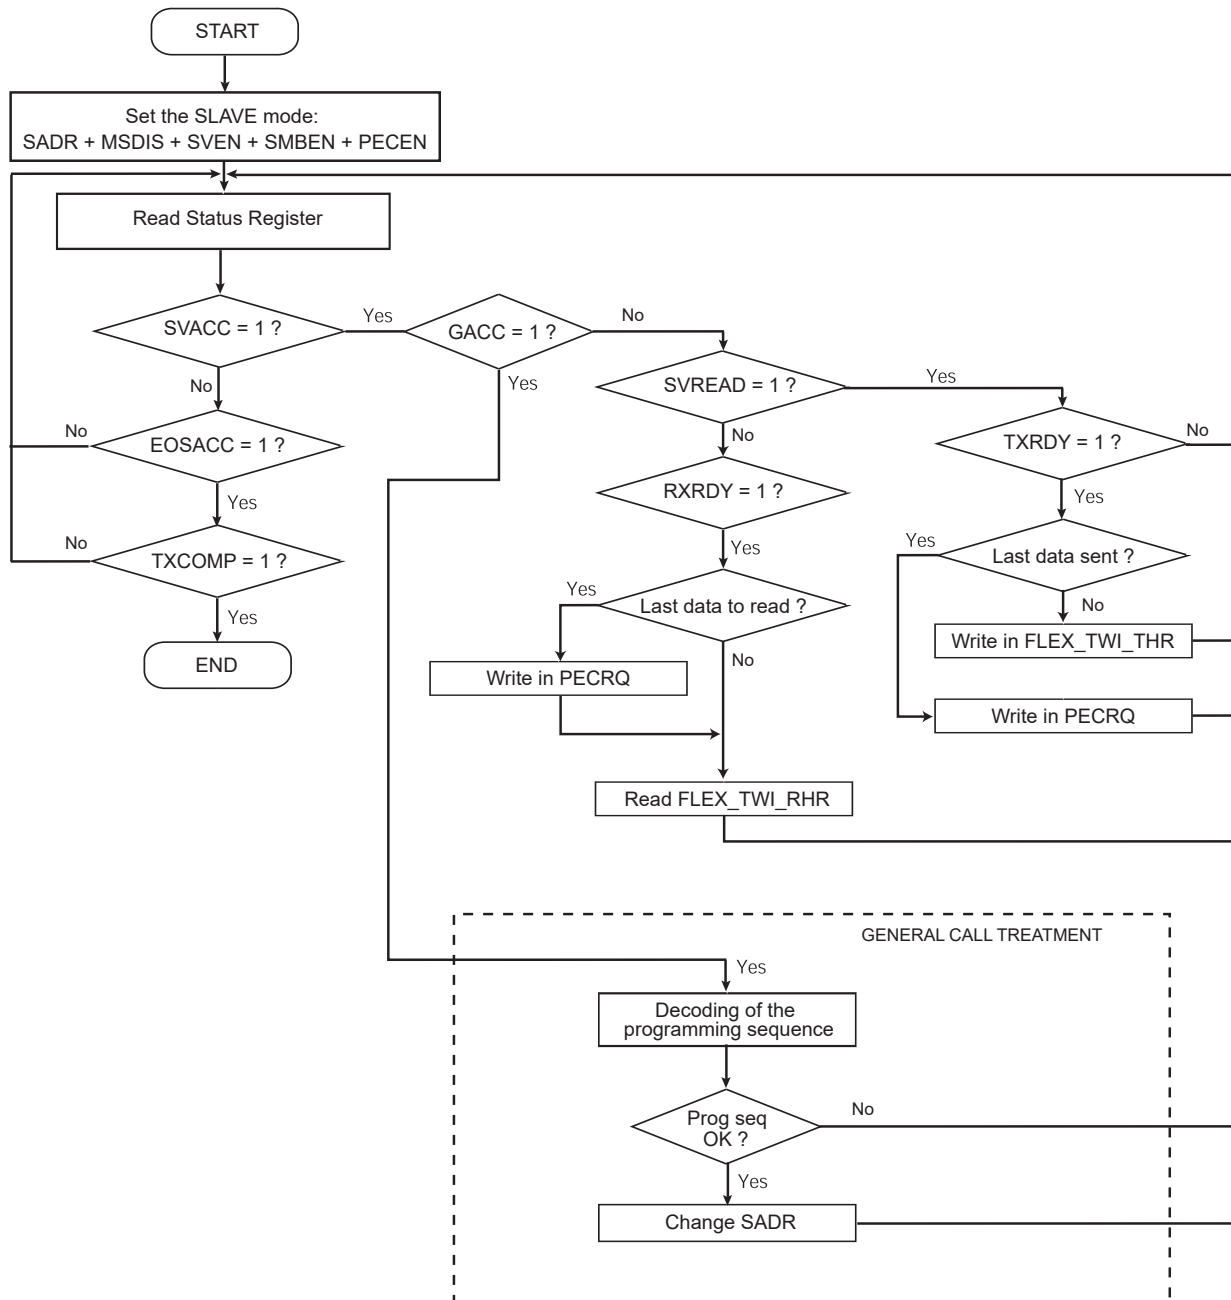 START
Set the SLAVE mode:
SADR + MSDIS + SVEN + SMBEN + PECEN
Read Status Register
SVACC = 1 ?
Yes
GACC = 1 ?
No
Yes
SVREAD = 1 ?
Yes
No
EOSACC = 1 ?
No
TXRDY = 1 ?
No
No
RXRDY = 1 ?
Yes
Yes
No
TXCOMP = 1 ?
Yes
Yes
Last data sent ?
Yes
Last data to read ?
No
Yes
Write in FLEX_TWI_THR
END
No
Write in PECRQ
Write in PECRQ
Read FLEX_TWI_RHR
GENERAL CALL TREATMENT
Yes
Decoding of the
programming sequence
Prog seq
OK ?
No
Yes
Change SADR